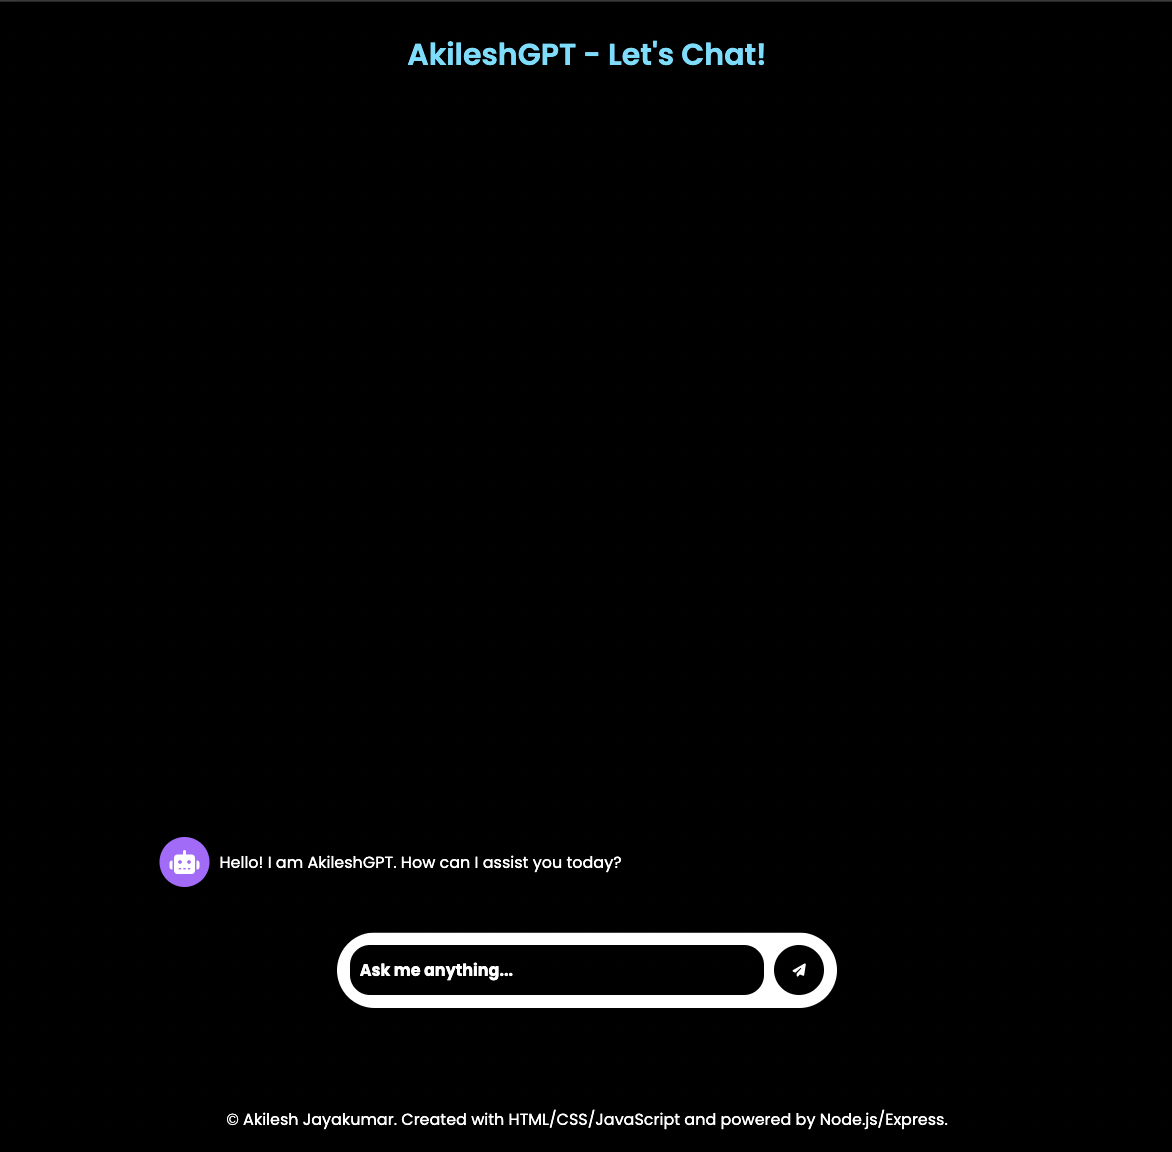 AkileshGPT - Let's Chat!
Hello! I am AkileshGPT. How can I assist you today?
Ask me anything...
© Akilesh Jayakumar. Created with HTML/CSS/JavaScript and powered by Node.js/Express.